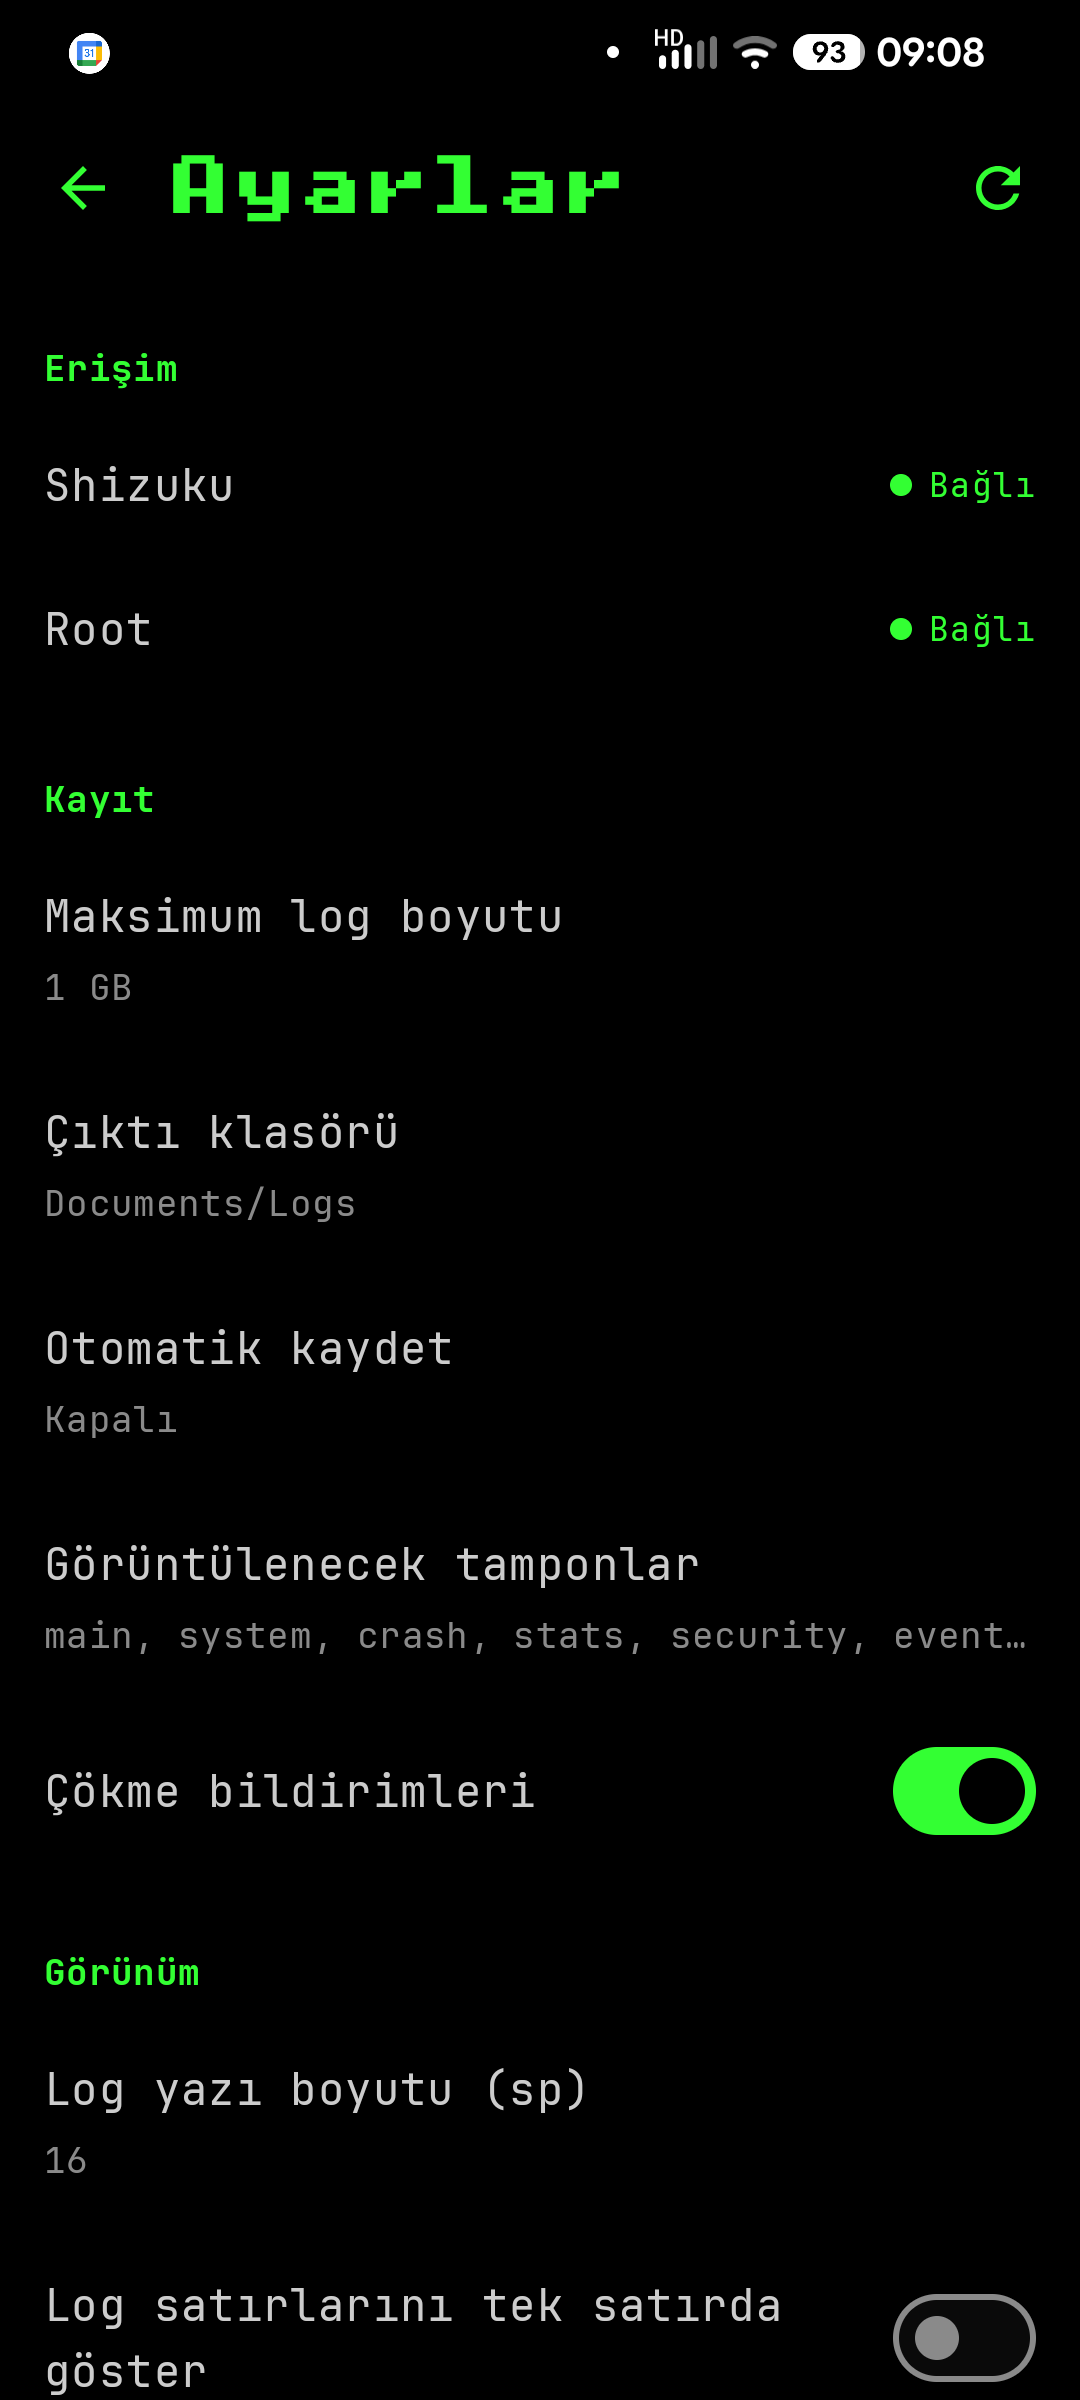 31
HD
93
09:08
Ayarlar
Erişim
Shizuku
Bağlı
Root
Bağlı
Kayıt
Maksimum log boyutu
1 GB
Çıktı klasörü
Documents/Logs
Otomatik kaydet
Kapalı
Görüntülenecek tamponlar
main, system, crash, stats, security, event…
Çökme bildirimleri
Görünüm
Log yazı boyutu (sp)
16
Log satırlarını tek satırda
göster